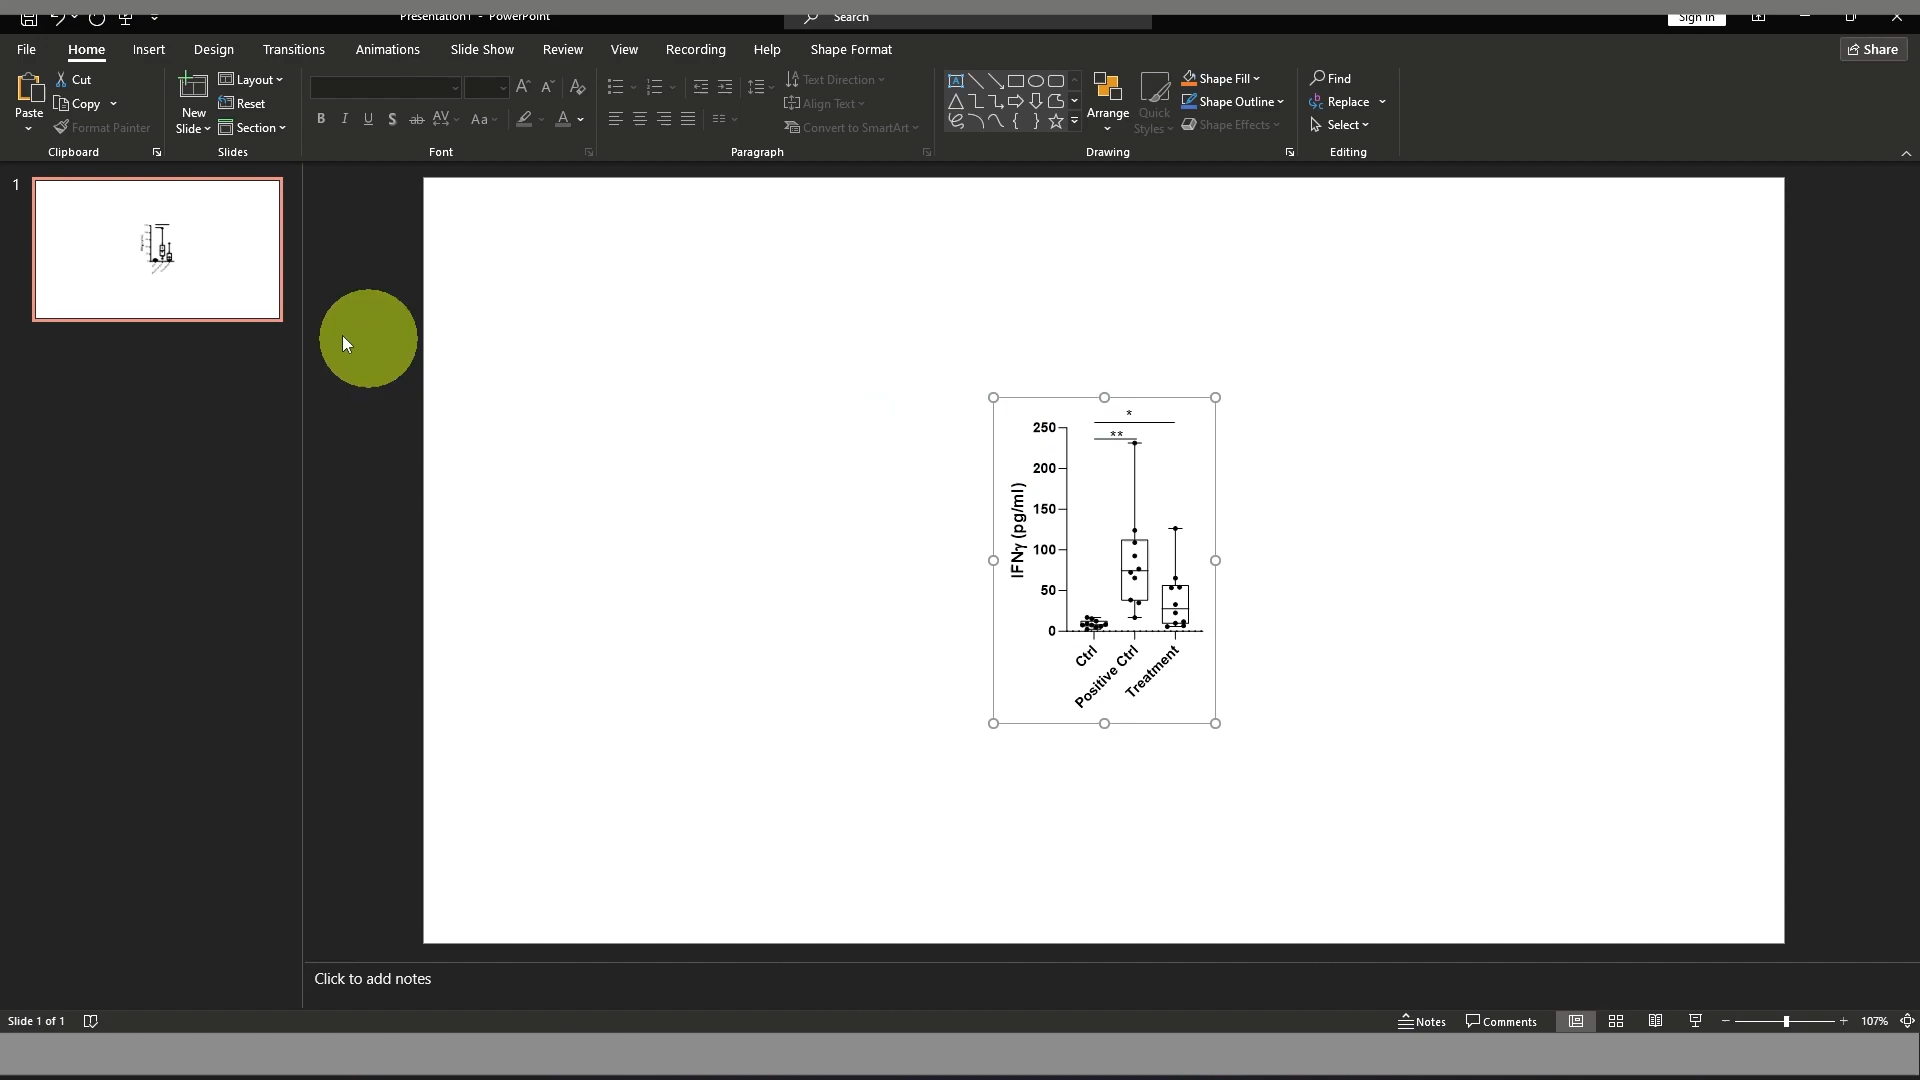 Presentation1 - PowerPoint
Search
Sign in
File Home Insert Design Transitions Animations Slide Show Review View Recording Help Shape Format
Share
Paste
Cut
Copy
Format Painter
Clipboard
New
Slide
Layout
Reset
Section
Slides
B I U S ab AV Aa A
Font
Text Direction
Align Text
Convert to SmartArt
Paragraph
Arrange
Quick
Styles
Shape Fill
Shape Outline
Shape Effects
Drawing
Find
Replace
Select
Editing
1
*
**
250
200
150
100
50
0
IFNγ (pg/ml)
Ctrl
Positive Ctrl
Treatment
Click to add notes
Slide 1 of 1
Notes
Comments
107%